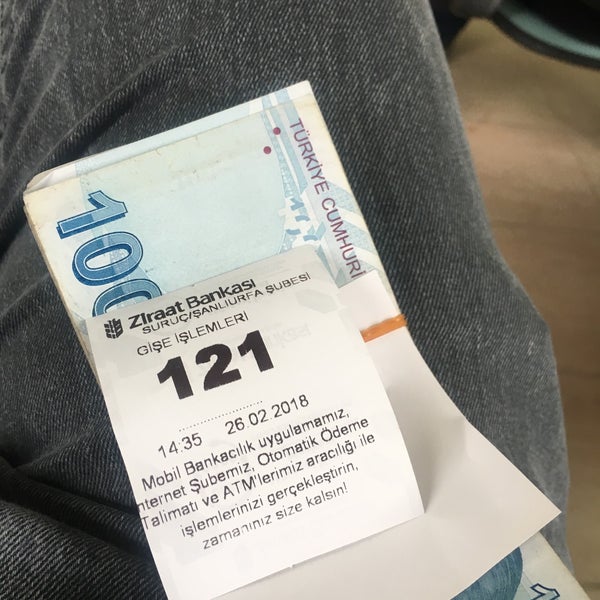 100
TÜRKİYE CUMHURİ
Ziraat Bankası
SURUÇ/ŞANLIURFA ŞUBESİ
GİŞE İŞLEMLERİ
121
14:35 26.02.2018
Mobil Bankacılık uygulamamız,
nternet Şubemiz, Otomatik Ödeme
Talimatı ve ATM'lerimiz aracılığı ile
işlemlerinizi gerçekleştirin,
zamanınız size kalsın!
1